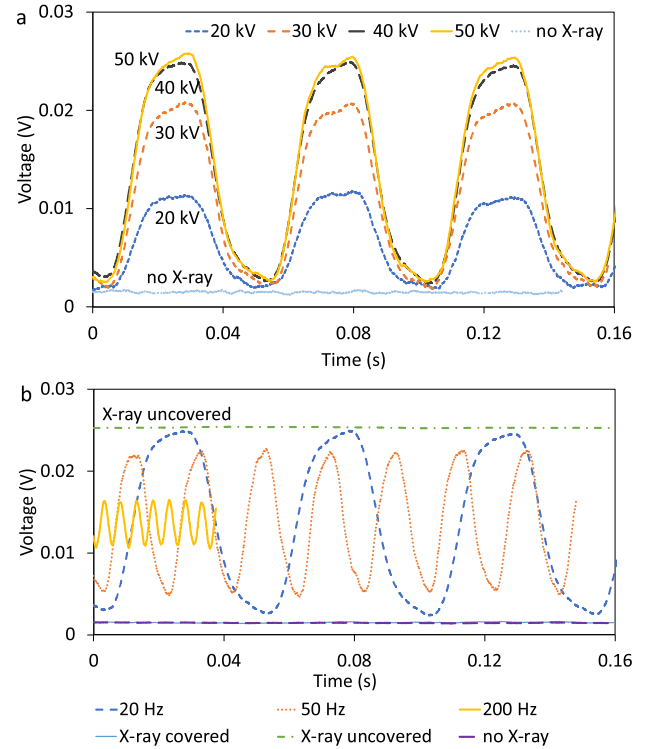 a
20 kV 30 kV 40 kV 50 kV no X-ray
0.03
0.02
0.01
0
Voltage (V)
50 kV
40 kV
30 kV
20 kV
no X-ray
0 0.04 0.08 0.12 0.16
Time (s)
b
0.03
0.02
0.01
0
Voltage (V)
X-ray uncovered
0 0.04 0.08 0.12 0.16
Time (s)
20 Hz 50 Hz 200 Hz
X-ray covered X-ray uncovered no X-ray